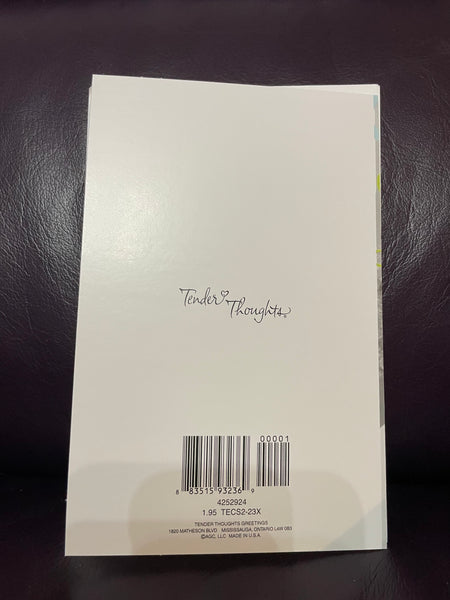 Tender Thoughts®
00001
8 83515 93236 9
4252924
1.95 TECS2-23X
TENDER THOUGHTS GREETINGS
1820 MATHESON BLVD. MISSISSAUGA, ONTARIO L4W 0B3
©AGC, LLC MADE IN U.S.A.